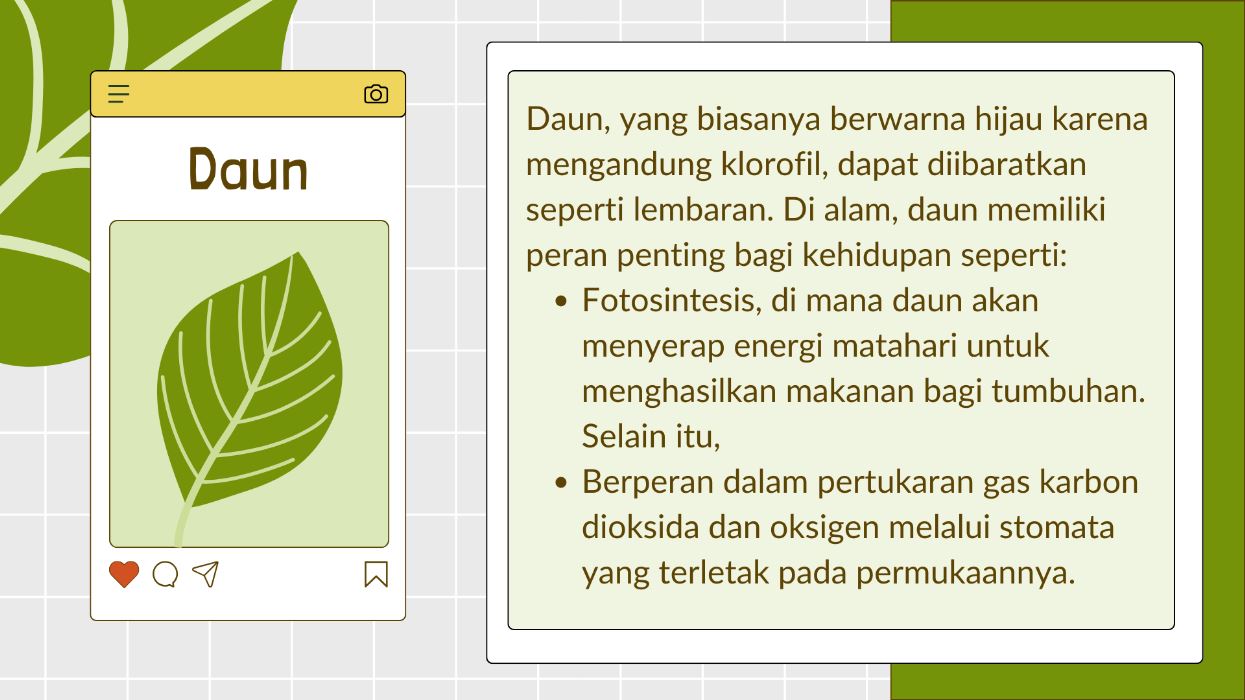 Daun
Daun, yang biasanya berwarna hijau karena
mengandung klorofil, dapat diibaratkan
seperti lembaran. Di alam, daun memiliki
peran penting bagi kehidupan seperti:
• Fotosintesis, di mana daun akan
menyerap energi matahari untuk
menghasilkan makanan bagi tumbuhan.
Selain itu,
• Berperan dalam pertukaran gas karbon
dioksida dan oksigen melalui stomata
yang terletak pada permukaannya.